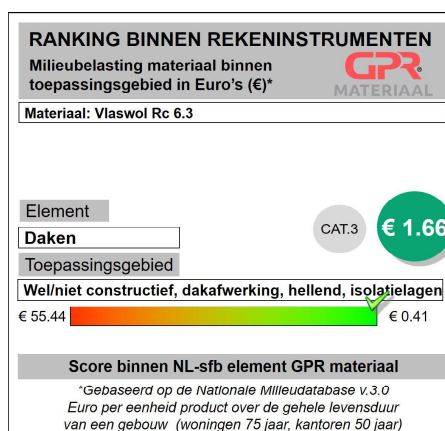 RANKING BINNEN REKENINSTRUMENTEN
Milieubelasting materiaal binnen
toepassingsgebied in Euro's (€)*
GPR
MATERIAAL
Materiaal: Vlaswol Rc 6.3
Element
Daken
CAT.3
€ 1.66
Toepassingsgebied
Wel/niet constructief, dakafwerking, hellend, isolatielagen
€ 55.44
€ 0.41
Score binnen NL-sfb element GPR materiaal
*Gebaseerd op de Nationale Milieudatabase v.3.0
Euro per eenheid product over de gehele levensduur
van een gebouw (woningen 75 jaar, kantoren 50 jaar)